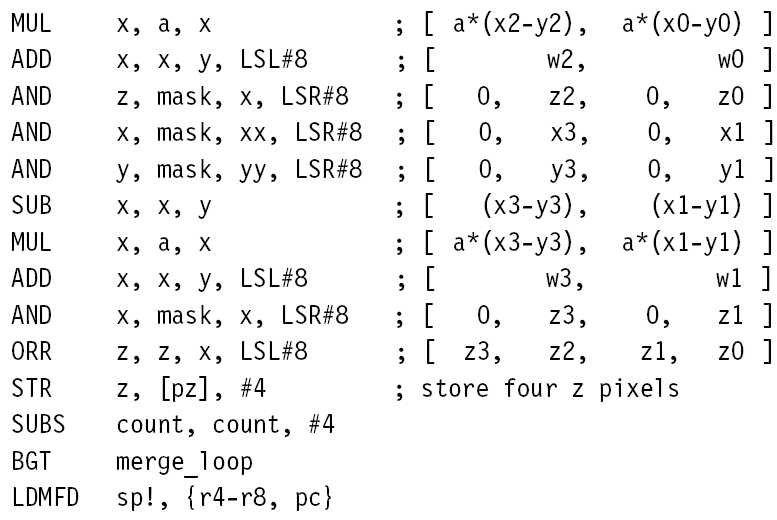 MUL x, a, x ; [ a*(x2-y2), a*(x0-y0) ]
ADD x, x, y, LSL#8 ; [ w2, w0 ]
AND z, mask, x, LSR#8 ; [ 0, z2, 0, z0 ]
AND x, mask, xx, LSR#8 ; [ 0, x3, 0, x1 ]
AND y, mask, yy, LSR#8 ; [ 0, y3, 0, y1 ]
SUB x, x, y ; [ (x3-y3), (x1-y1) ]
MUL x, a, x ; [ a*(x3-y3), a*(x1-y1) ]
ADD x, x, y, LSL#8 ; [ w3, w1 ]
AND x, mask, x, LSR#8 ; [ 0, z3, 0, z1 ]
ORR z, z, x, LSL#8 ; [ z3, z2, z1, z0 ]
STR z, [pz], #4 ; store four z pixels
SUBS count, count, #4
BGT merge_loop
LDMFD sp!, {r4-r8, pc}